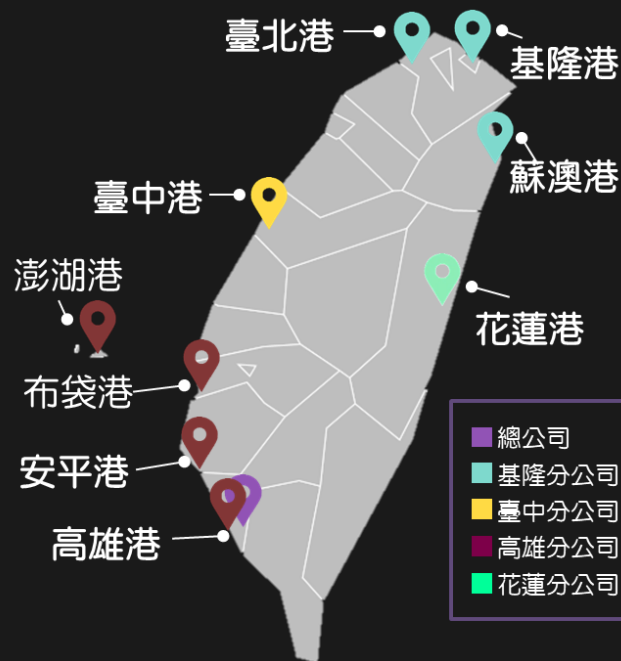 臺北港
基隆港
蘇澳港
臺中港
澎湖港
花蓮港
布袋港
安平港
高雄港
總公司
基隆分公司
臺中分公司
高雄分公司
花蓮分公司